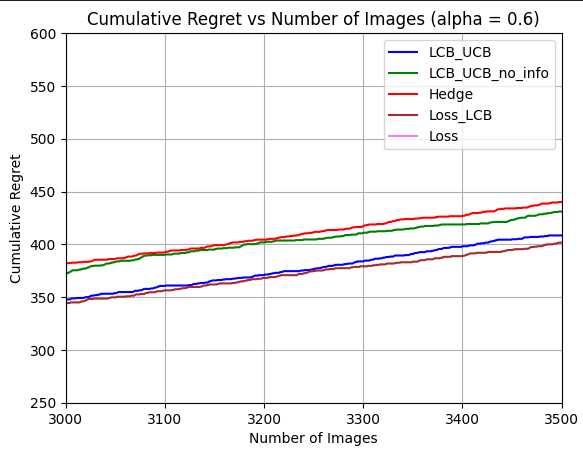 Cumulative Regret vs Number of Images (alpha = 0.6)
LCB_UCB
LCB_UCB_no_info
Hedge
Loss_LCB
Loss
Cumulative Regret
600
550
500
450
400
350
300
250
3000
3100
3200
3300
3400
3500
Number of Images